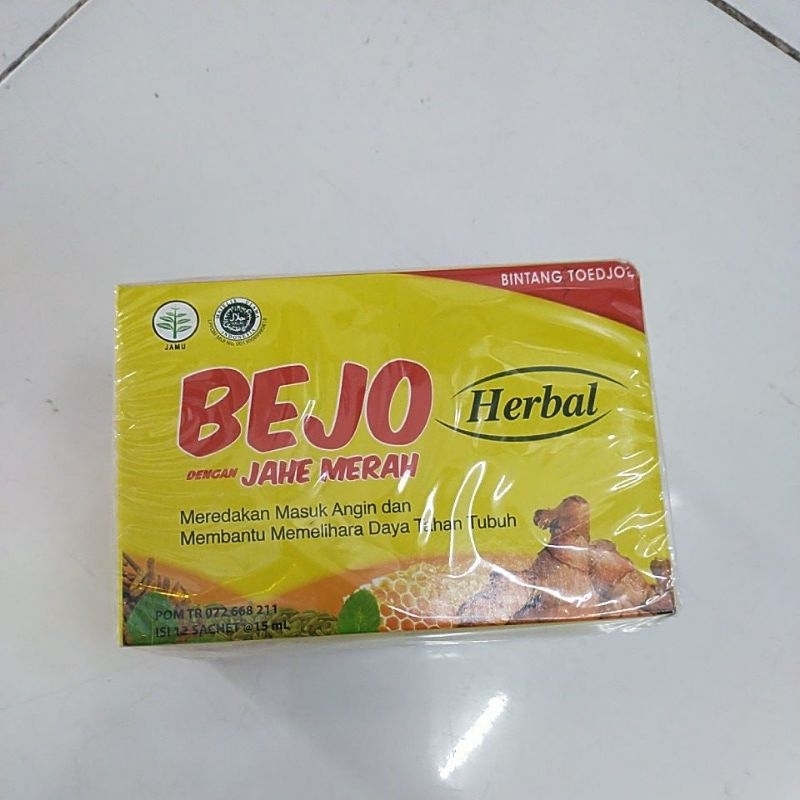 BINTANG TOEDJOE
JAMU
HALAL
BEJO
Herbal
DENGAN JAHE MERAH
Meredakan Masuk Angin dan
Membantu Memelihara Daya Tahan Tubuh
POM TR 072 668 211
ISI 12 SACHET @15 mL